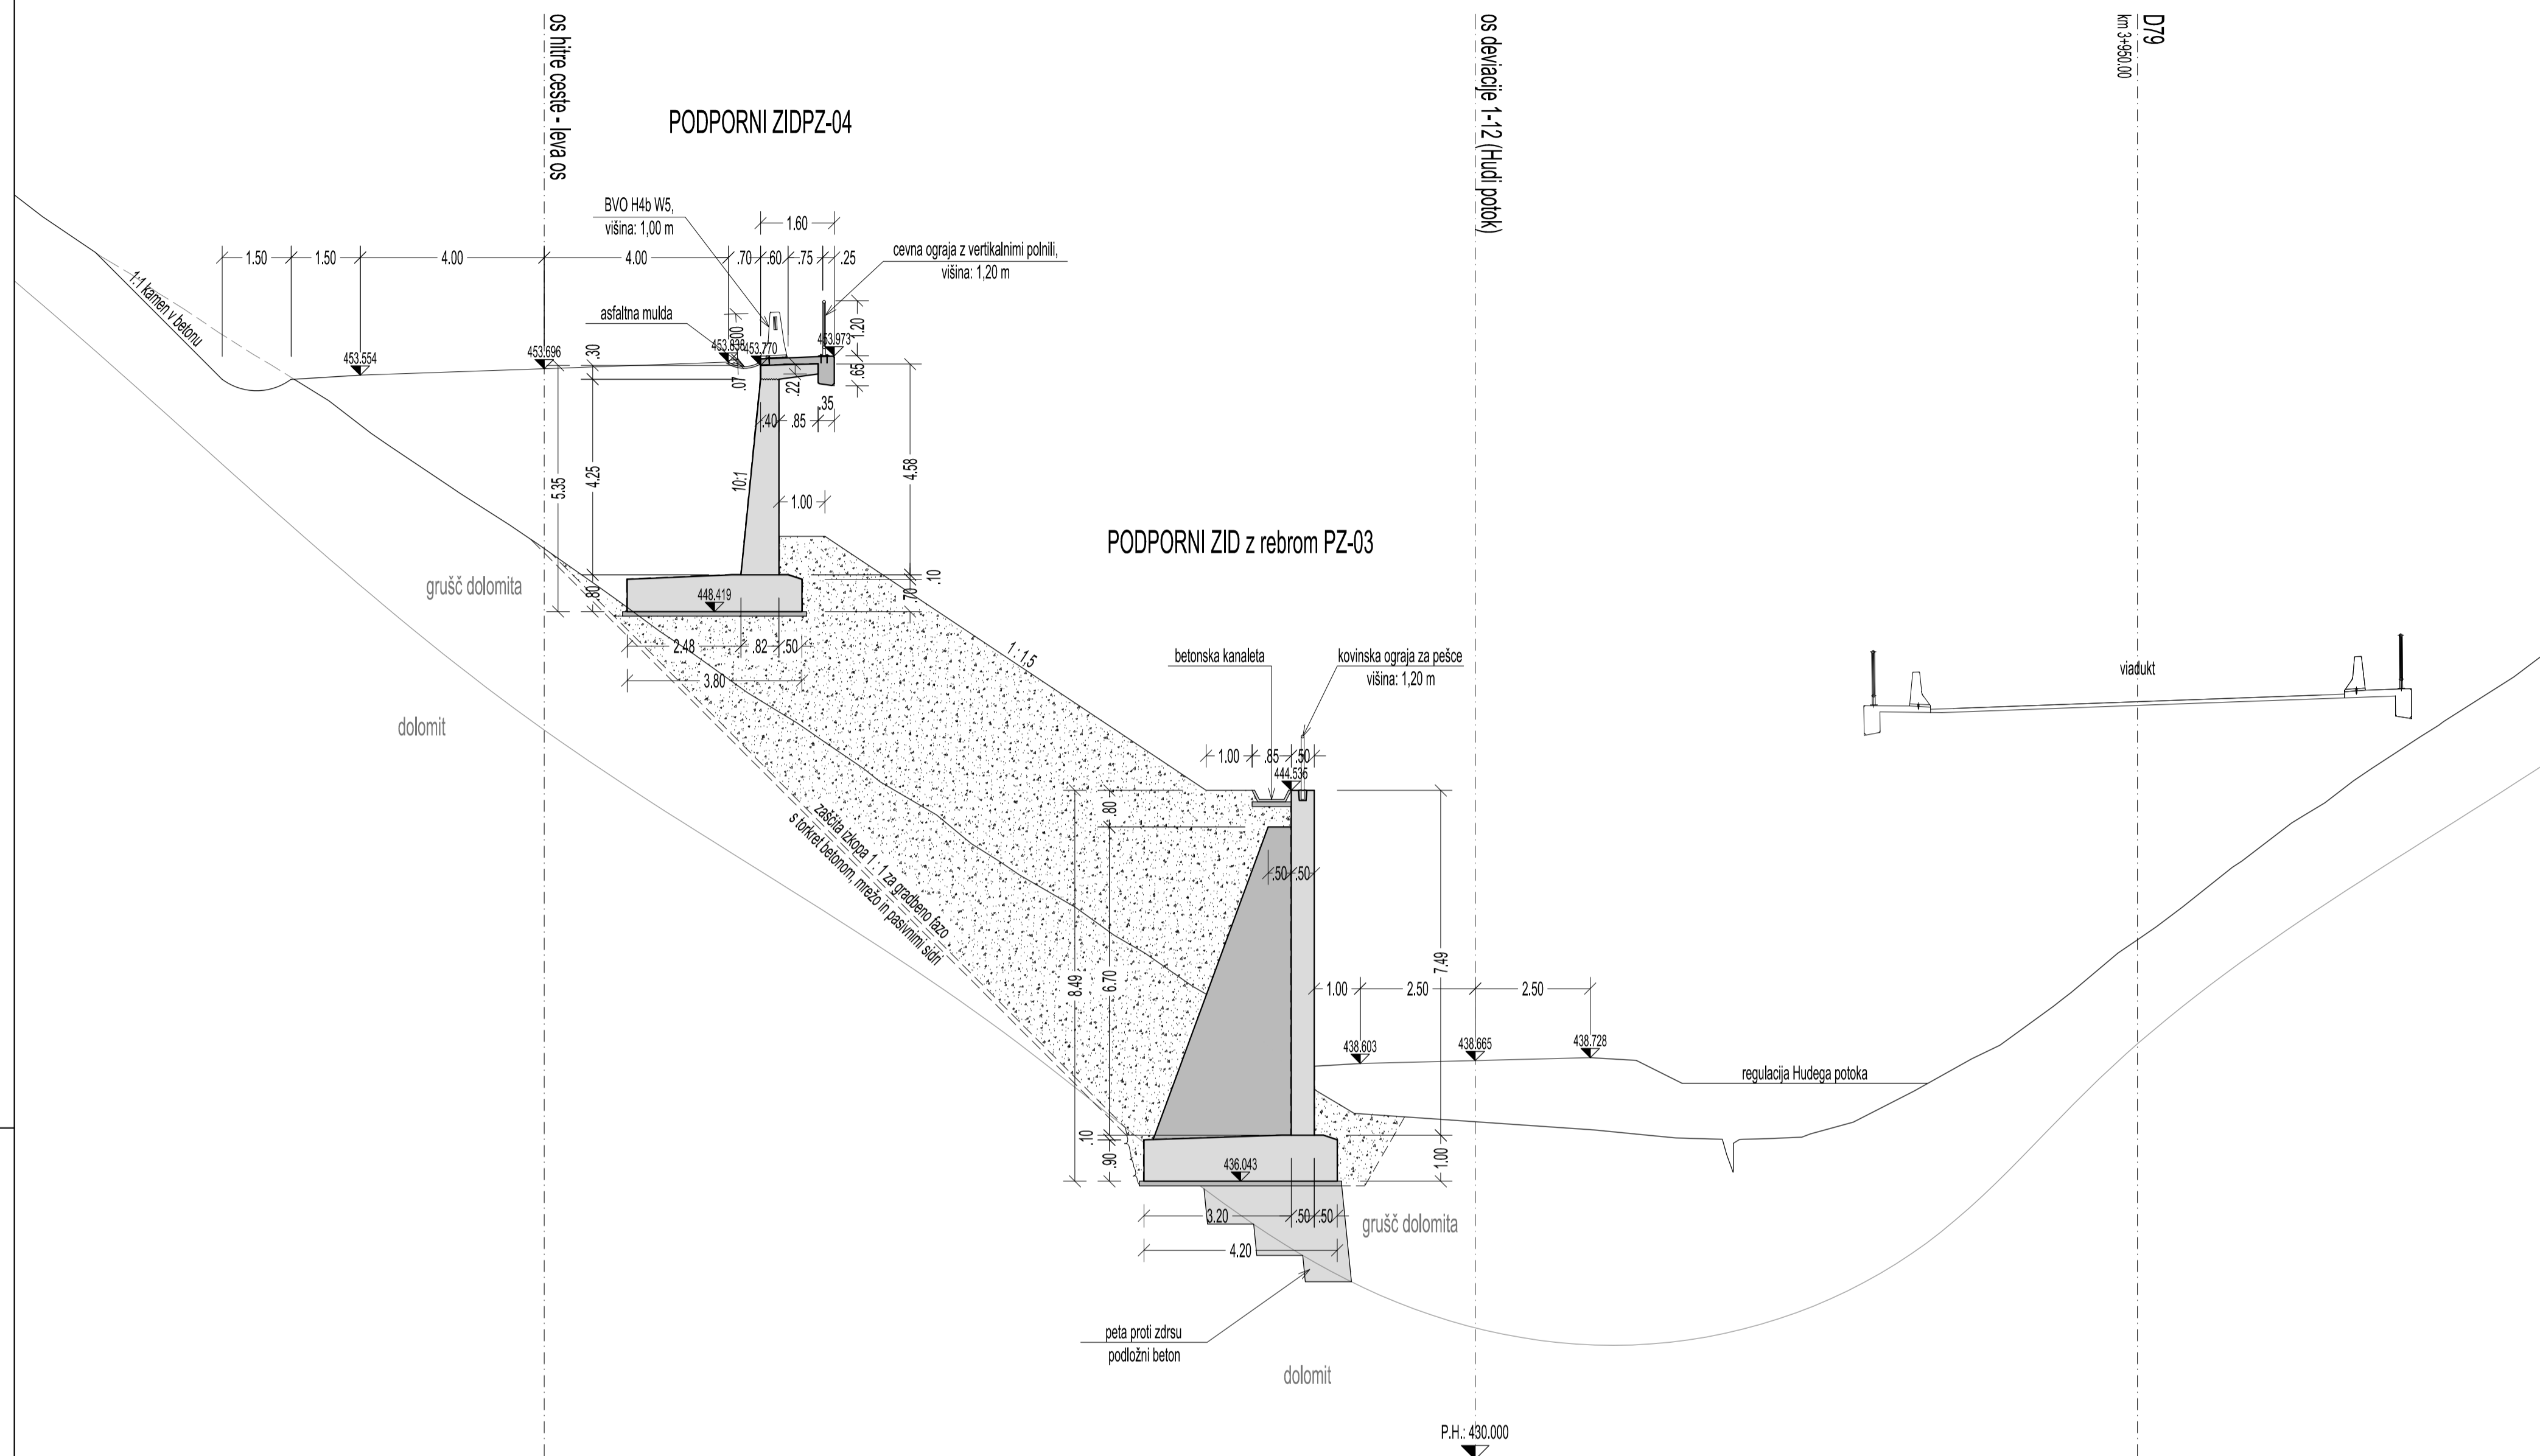 os hitre ceste - leva os
os deviacije 1-12 (Hudi potok)
D79
km 3+950.00
PODPORNI ZIDPZ-04
BVO H4b W5,
višina: 1,00 m
1.60
cevna ograja z vertikalnimi polnili,
višina: 1,20 m
1.50
1.50
4.00
4.00
.70
.60
.75
.25
1:1 kamen v betonu
asfaltna mulda
1.20
453.554
453.696
453.838
453.770
453.973
.30
.07
.22
.65
.35
.40
.85
5.35
4.25
10:1
4.58
1.00
PODPORNI ZID z rebrom PZ-03
grušč dolomita
.80
448.419
.70
.10
2.48
.82
.50
3.80
1:1,5
dolomit
betonska kanaleta
kovinska ograja za pešce
višina: 1,20 m
viadukt
1.00
.85
.50
444.535
.80
zaščita izkopa 1: 1 za gradbeno fazo
s torkret betonom, mrežo in pasivnimi sidri
.50
.50
8.49
6.70
7.49
1.00
2.50
2.50
438.603
438.665
438.728
regulacija Hudega potoka
.10
.90
436.043
1.00
3.20
.50
.50
grušč dolomita
4.20
peta proti zdrsu
podložni beton
dolomit
P.H.: 430.000